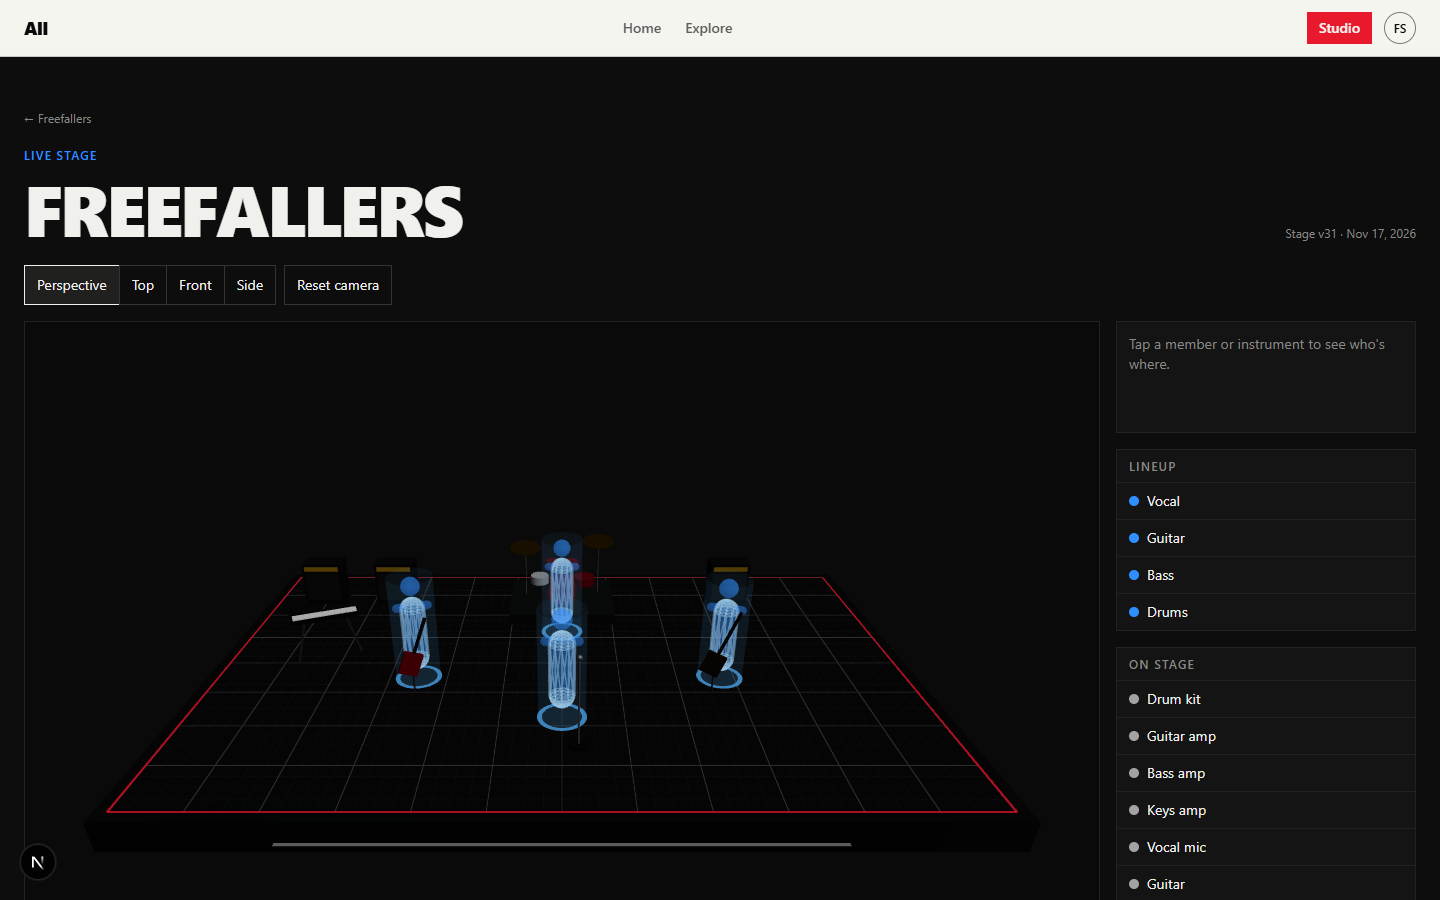 All
Home
Explore
Studio
FS
← Freefallers
LIVE STAGE
FREEFALLERS
Stage v31 · Nov 17, 2026
Perspective
Top
Front
Side
Reset camera
Tap a member or instrument to see who's
where.
LINEUP
Vocal
Guitar
Bass
Drums
ON STAGE
Drum kit
Guitar amp
Bass amp
Keys amp
Vocal mic
Guitar
N